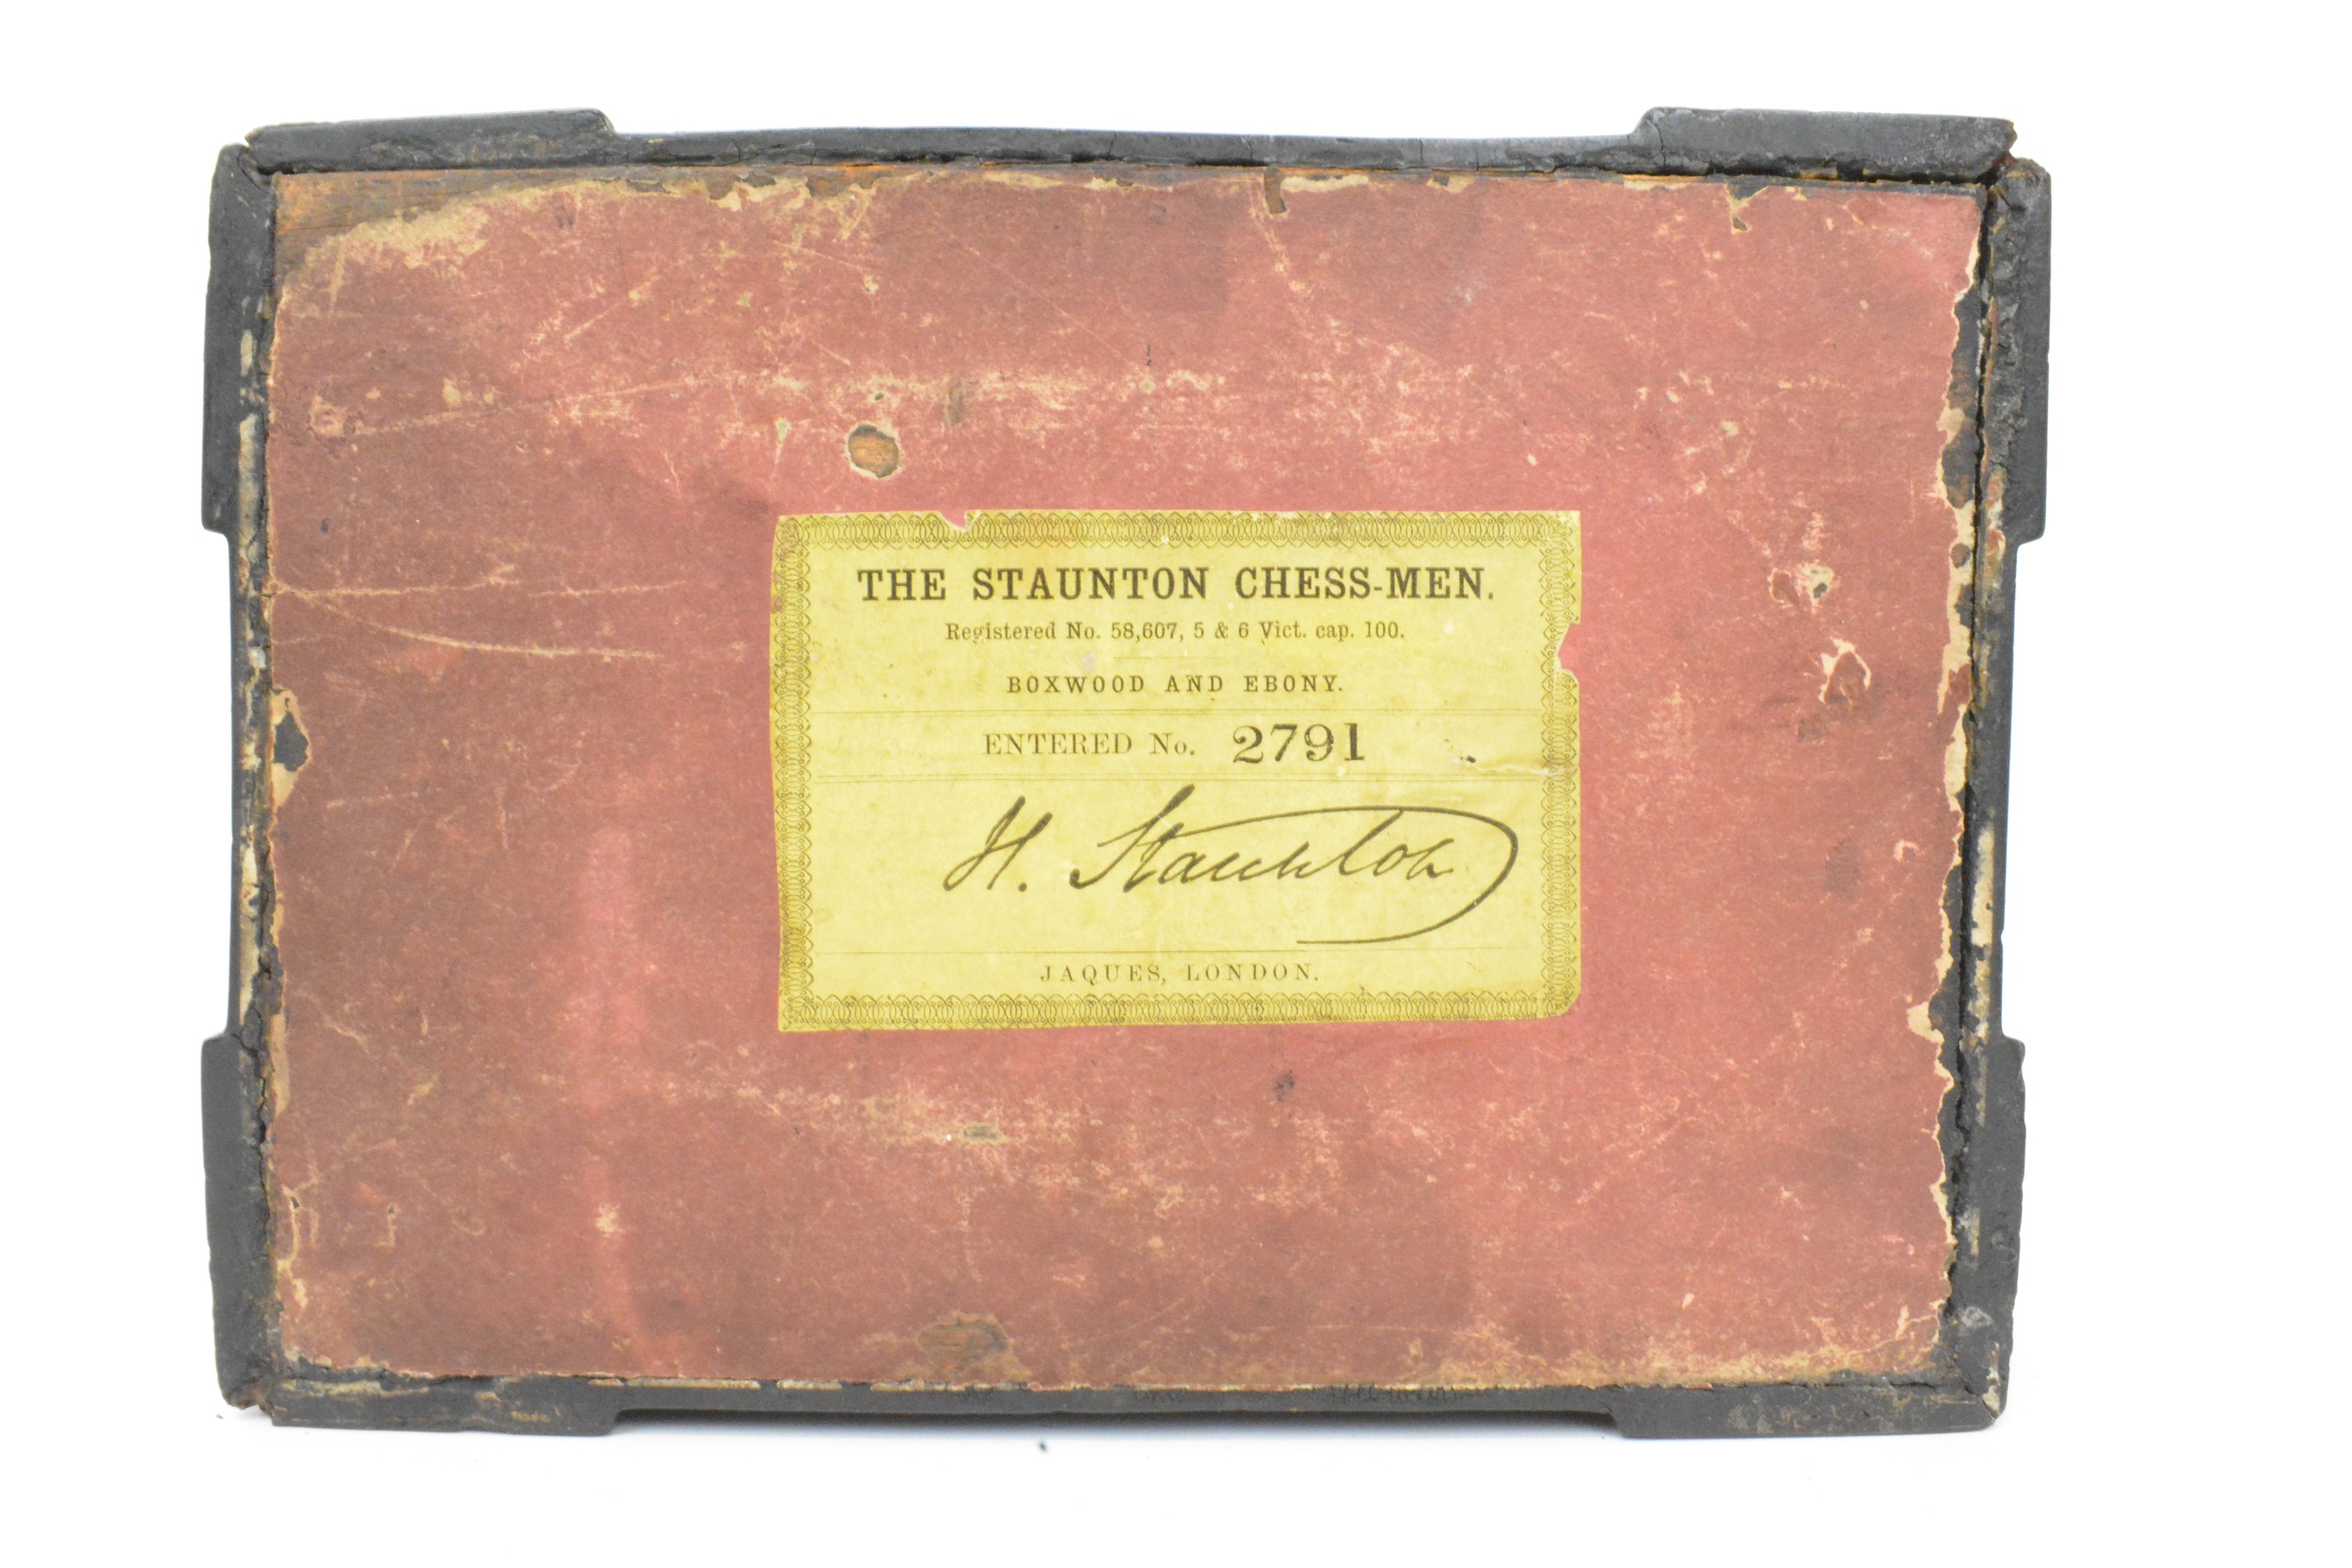 THE STAUNTON CHESS-MEN.
Registered No. 58,607, 5 & 6 Vict. cap. 100.
BOXWOOD AND EBONY.
ENTERED No. 2791
H. Staunton
JAQUES, LONDON.